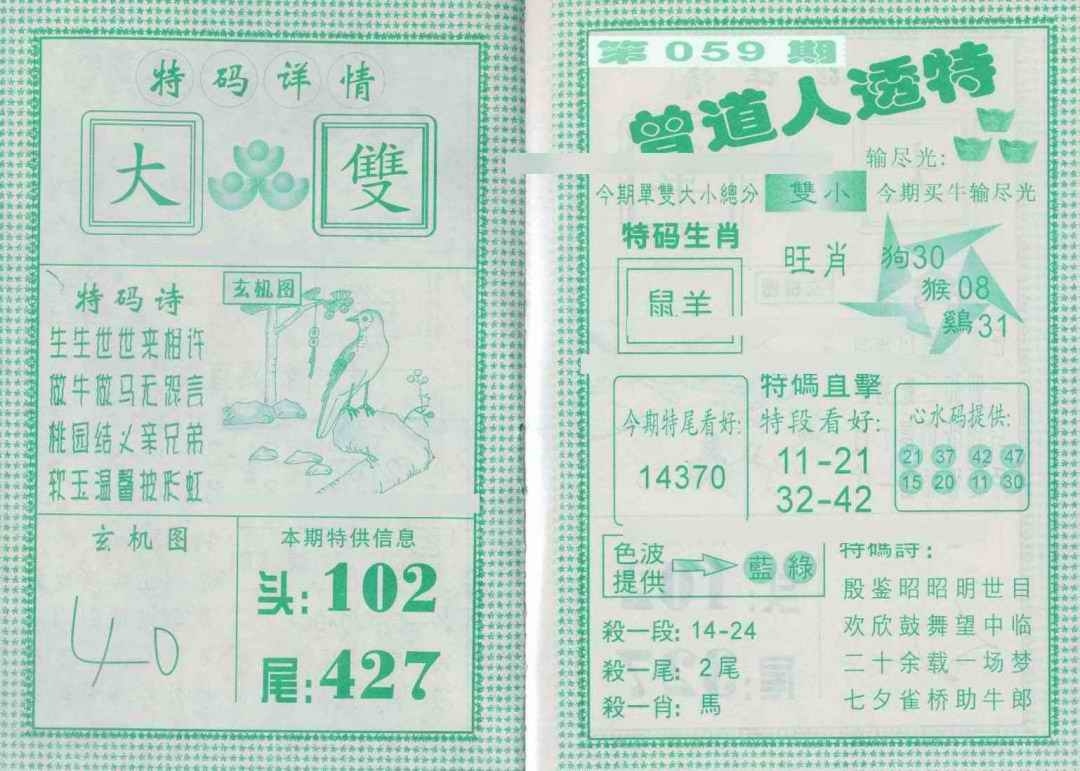 特码详情
大 雙
特码诗
生生世世来相许
做牛做马无怨言
桃园结义亲兄弟
软玉温馨披彩虹
玄机图
玄机图
40
本期特供信息
头:102
尾:427
第059期
曾道人透特
输尽光:
今期單雙大小總分 雙小
今期买牛输尽光
特码生肖
鼠羊
旺肖
狗30
猴08
鷄31
今期特尾看好:
14370
特碼直擊
特段看好:
11-21
32-42
心水码提供:
21 37 42 47
15 20 11 30
色波
提供
藍 綠
殺一段: 14-24
殺一尾: 2尾
殺一肖: 馬
特碼詩:
殷鉴昭昭明世目
欢欣鼓舞望中临
二十余载一场梦
七夕雀桥助牛郎